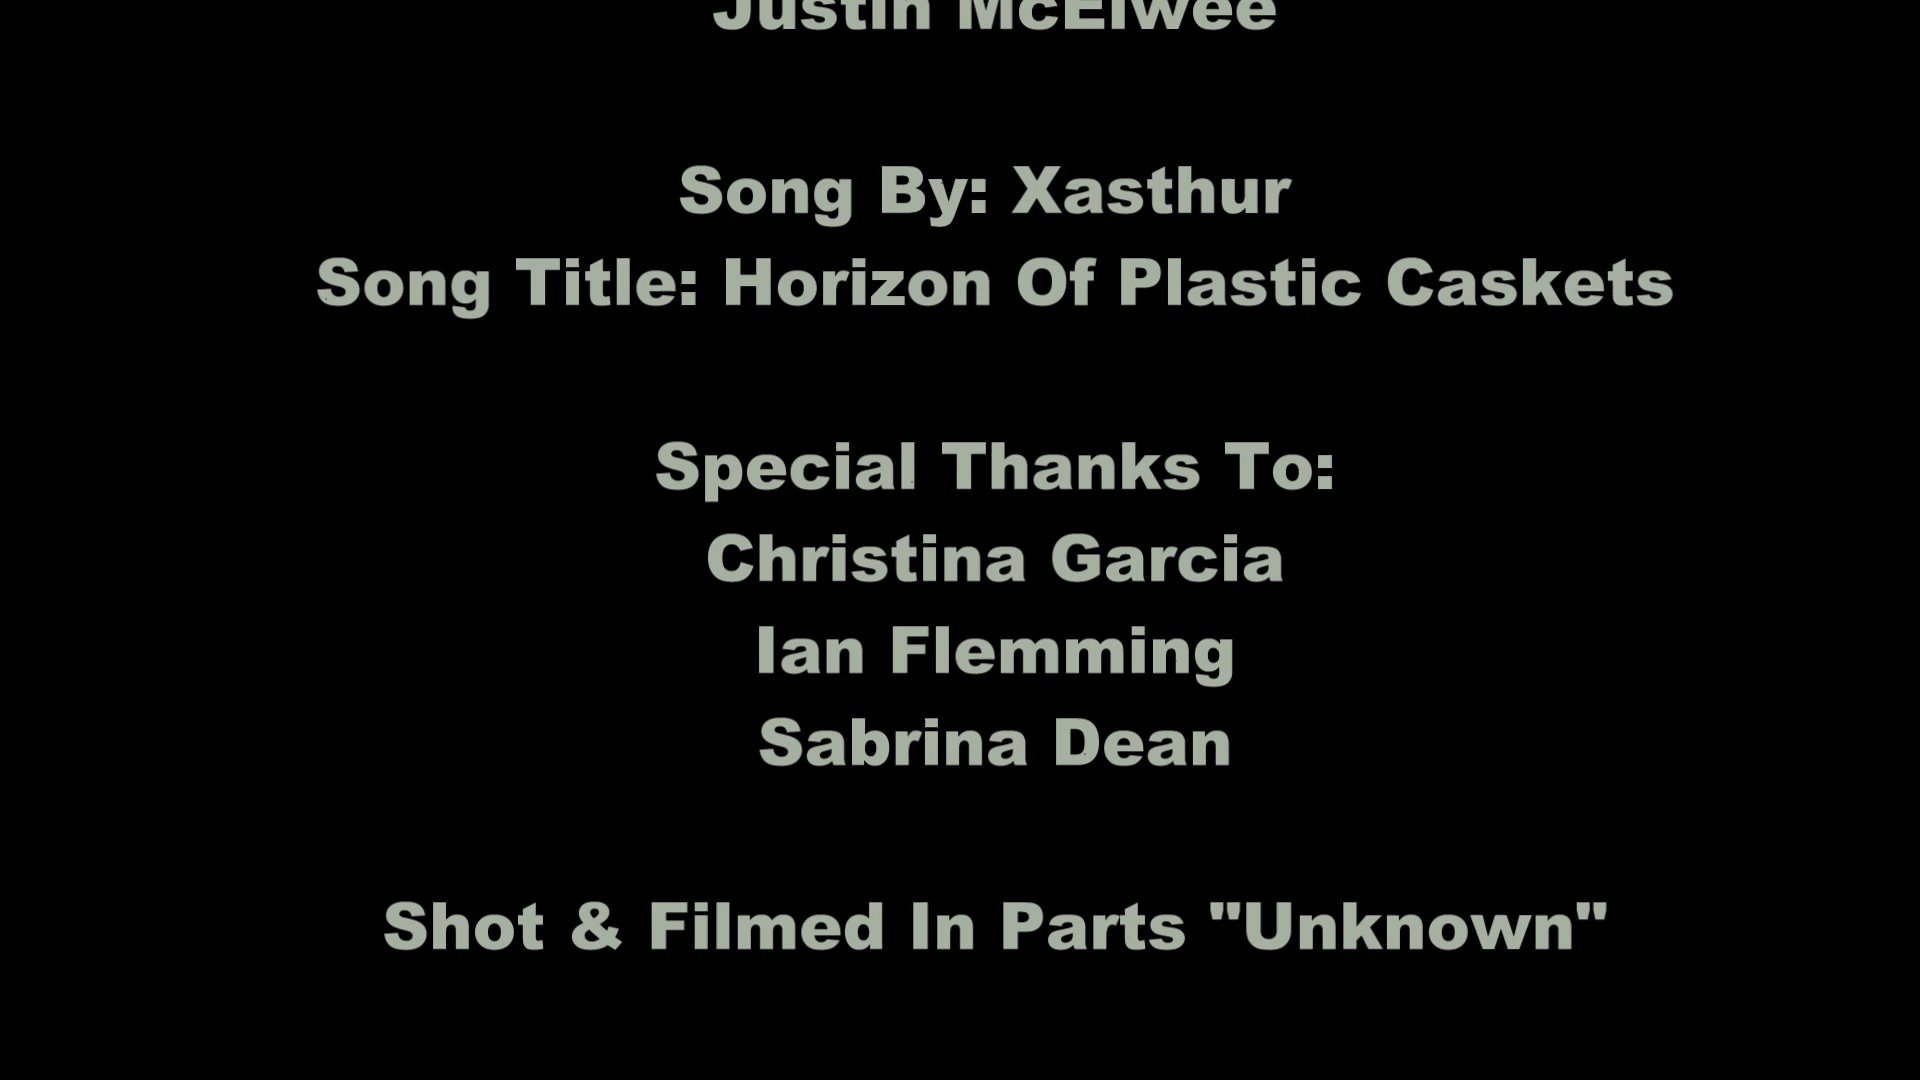 Justin McElwee
Song By: Xasthur
Song Title: Horizon Of Plastic Caskets
Special Thanks To:
Christina Garcia
Ian Flemming
Sabrina Dean
Shot & Filmed In Parts "Unknown"